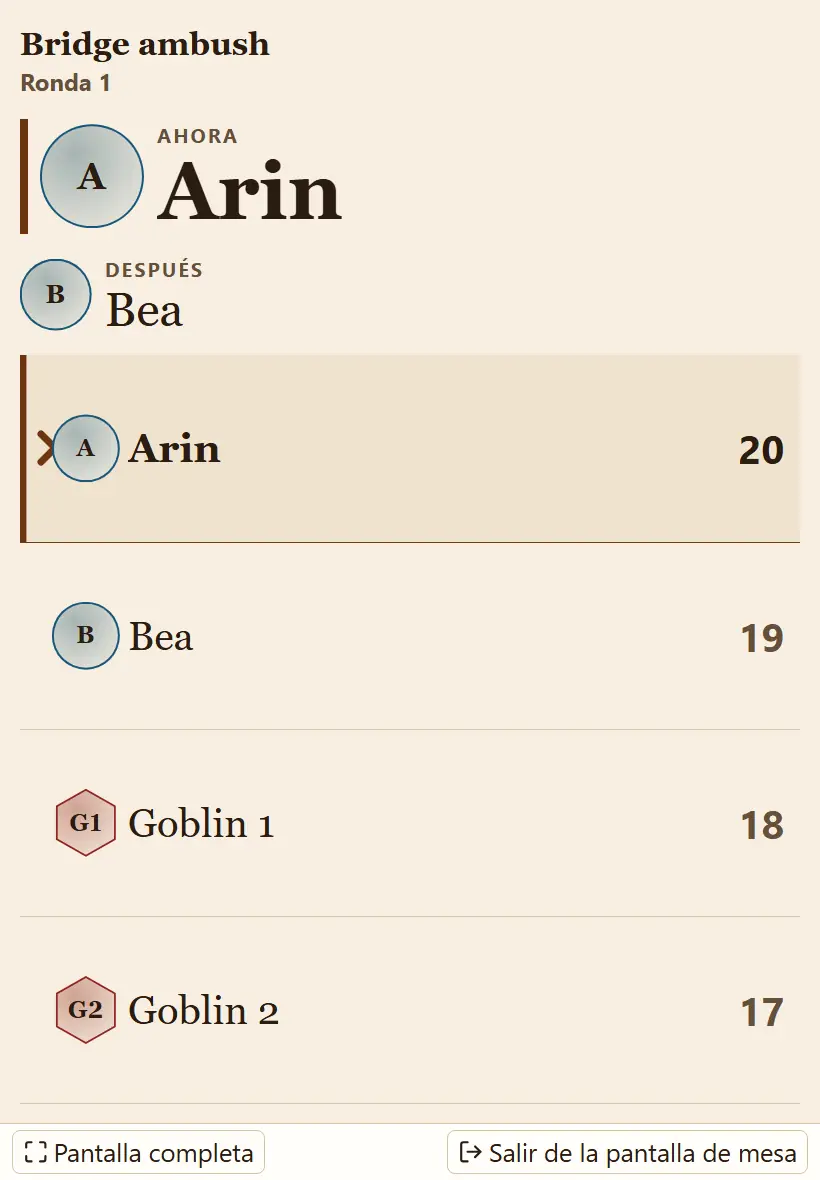 Bridge ambush
Ronda 1
A
AHORA
Arin
B
DESPUÉS
Bea
A
Arin
20
B
Bea
19
G1
Goblin 1
18
G2
Goblin 2
17
Pantalla completa
Salir de la pantalla de mesa